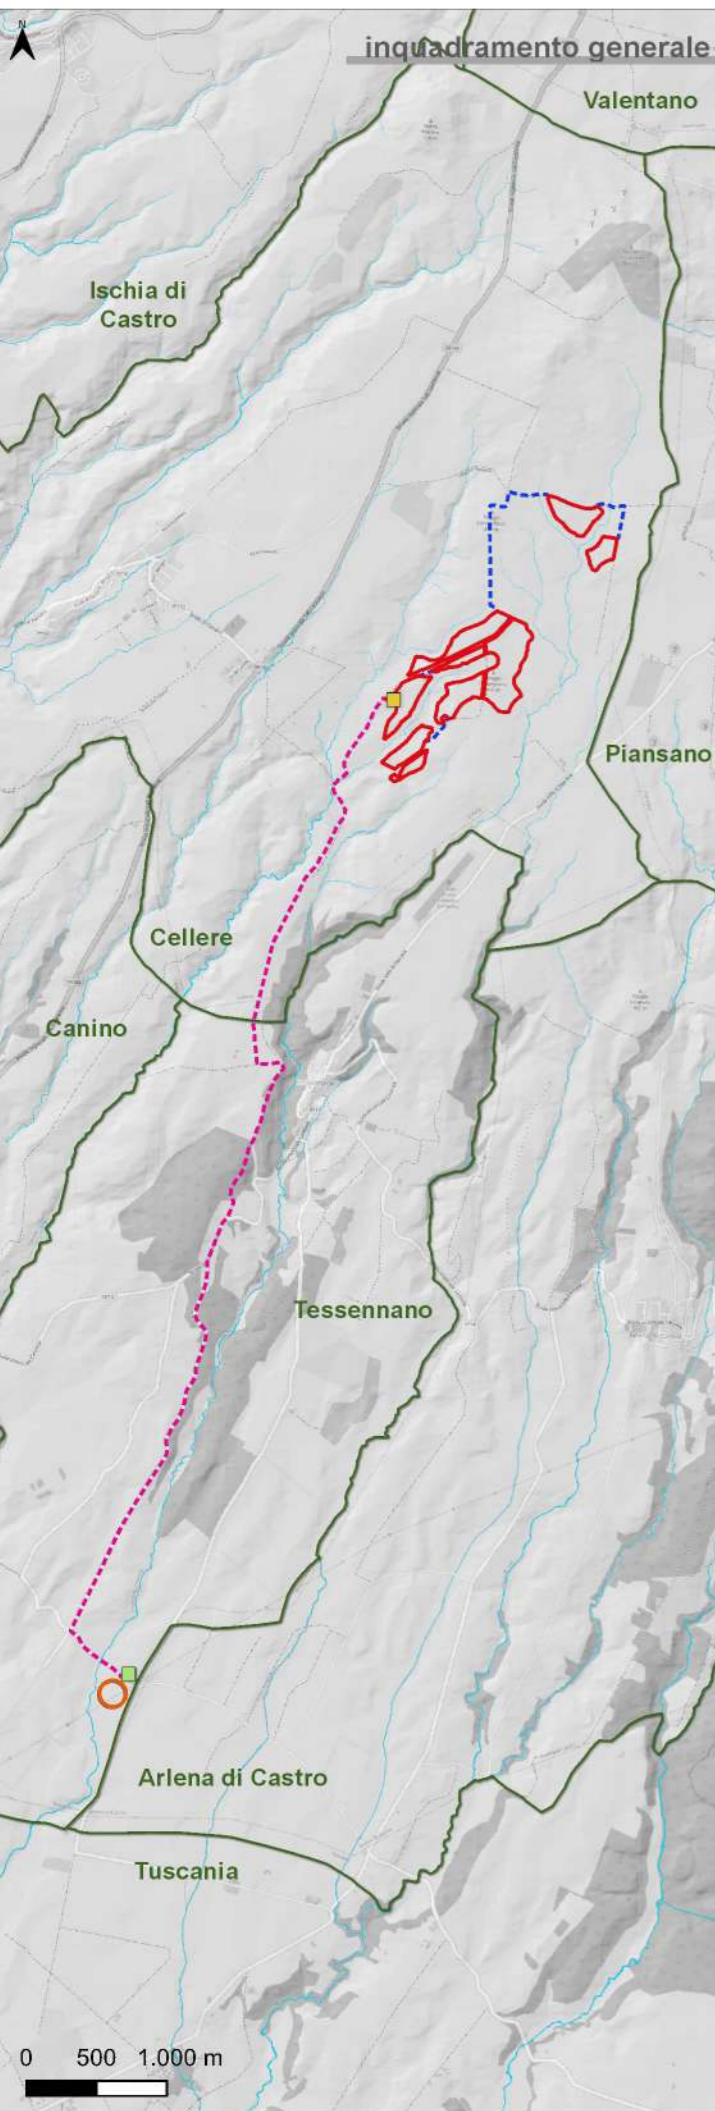 N
inquadramento generale
Valentano
Ischia di
Castro
Piansano
Cellere
Canino
Tessennano
Arlena di Castro
Tuscania
0 500 1.000 m